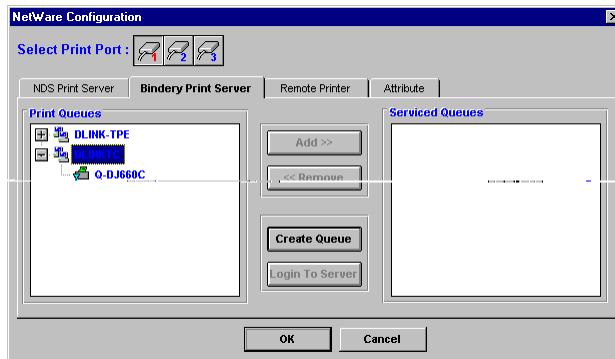 NetWare Configuration
Select Print Port :
1 2 3
NDS Print Server
Bindery Print Server
Remote Printer
Attribute
Print Queues
DLINK-TPE
Q-DJ660C
Add >>
<< Remove
Create Queue
Login To Server
Serviced Queues
OK
Cancel